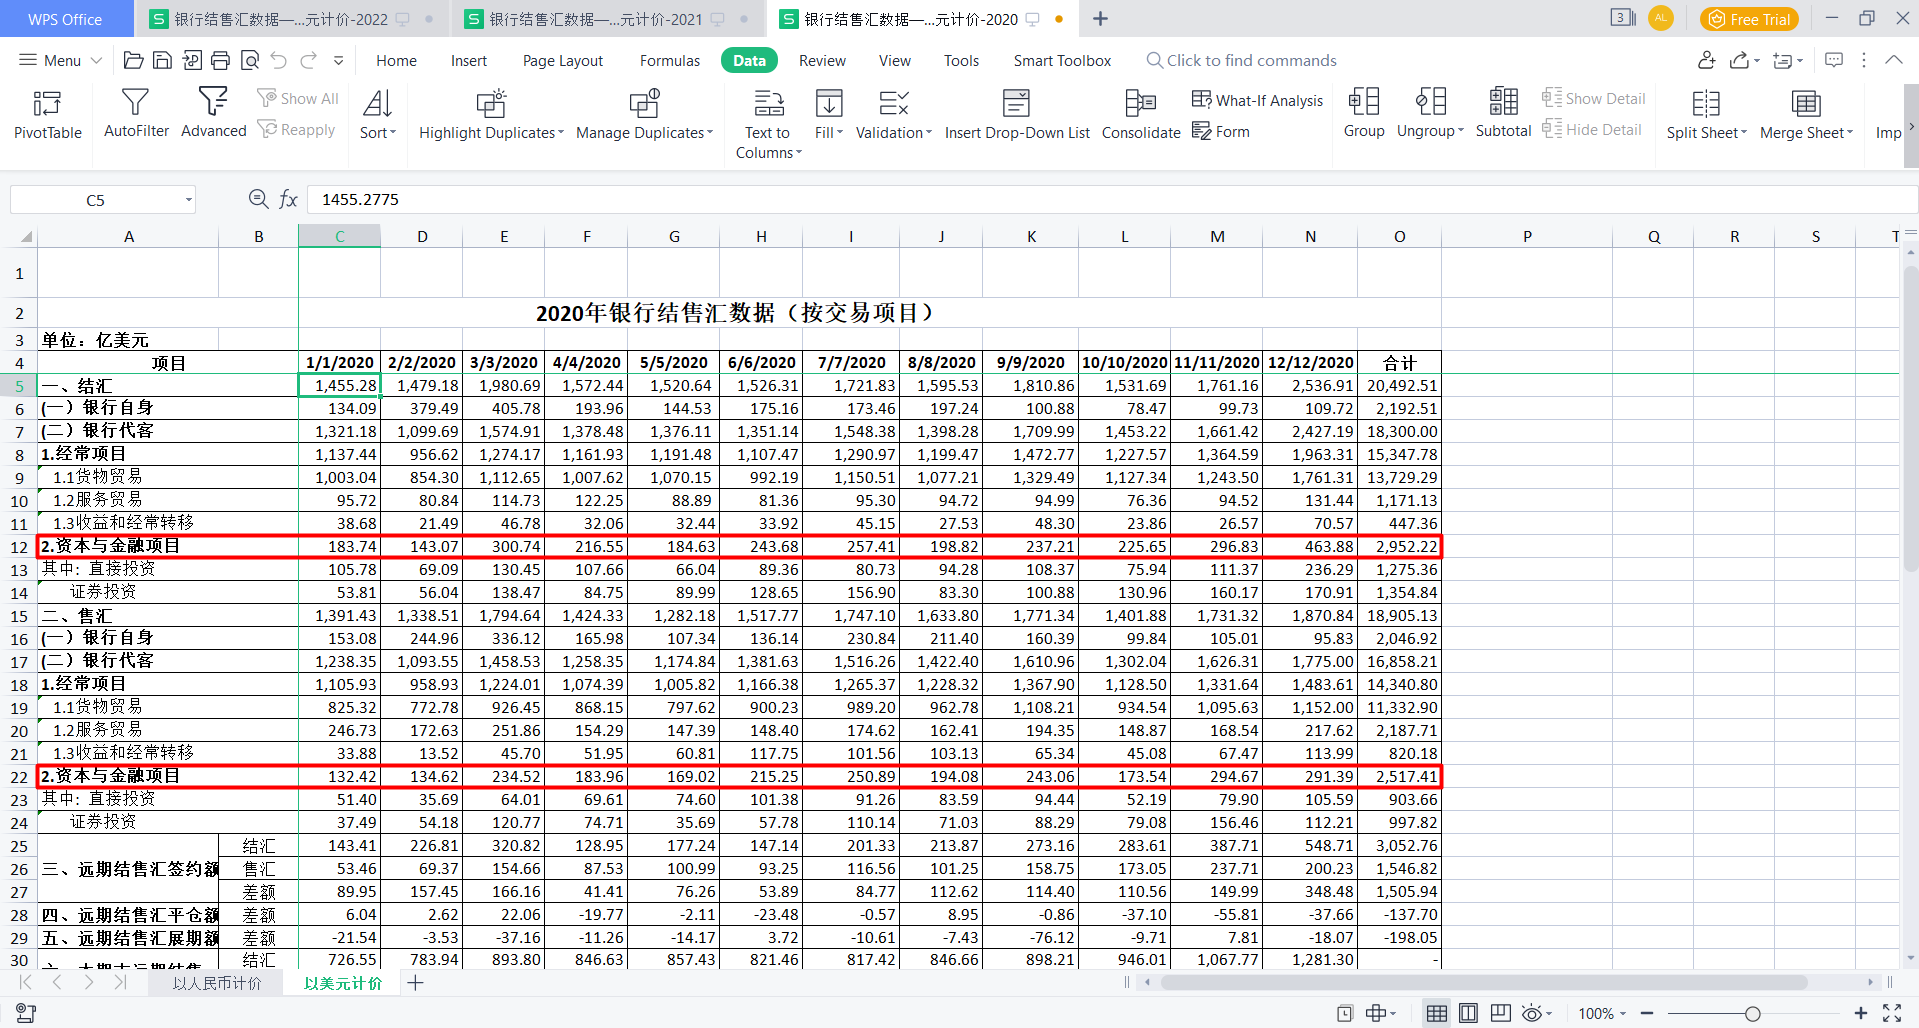 WPS Office 银行结售汇数据—...元计价-2022 银行结售汇数据—...元计价-2021 银行结售汇数据—...元计价-2020 3 AL Free Trial
Menu Home Insert Page Layout Formulas Data Review View Tools Smart Toolbox Click to find commands
PivotTable AutoFilter Advanced Show All Reapply Sort Highlight Duplicates Manage Duplicates Text to Columns Fill Validation Insert Drop-Down List Consolidate What-If Analysis Form Group Ungroup Subtotal Show Detail Hide Detail Split Sheet Merge Sheet Imp
C5 fx 1455.2775
A B C D E F G H I J K L M N O P Q R S T
1
2 2020年银行结售汇数据（按交易项目）
3 单位：亿美元
4 项目 1/1/2020 2/2/2020 3/3/2020 4/4/2020 5/5/2020 6/6/2020 7/7/2020 8/8/2020 9/9/2020 10/10/2020 11/11/2020 12/12/2020 合计
5 一、结汇 1,455.28 1,479.18 1,980.69 1,572.44 1,520.64 1,526.31 1,721.83 1,595.53 1,810.86 1,531.69 1,761.16 2,536.91 20,492.51
6 (一）银行自身 134.09 379.49 405.78 193.96 144.53 175.16 173.46 197.24 100.88 78.47 99.73 109.72 2,192.51
7 (二）银行代客 1,321.18 1,099.69 1,574.91 1,378.48 1,376.11 1,351.14 1,548.38 1,398.28 1,709.99 1,453.22 1,661.42 2,427.19 18,300.00
8 1.经常项目 1,137.44 956.62 1,274.17 1,161.93 1,191.48 1,107.47 1,290.97 1,199.47 1,472.77 1,227.57 1,364.59 1,963.31 15,347.78
9 1.1货物贸易 1,003.04 854.30 1,112.65 1,007.62 1,070.15 992.19 1,150.51 1,077.21 1,329.49 1,127.34 1,243.50 1,761.31 13,729.29
10 1.2服务贸易 95.72 80.84 114.73 122.25 88.89 81.36 95.30 94.72 94.99 76.36 94.52 131.44 1,171.13
11 1.3收益和经常转移 38.68 21.49 46.78 32.06 32.44 33.92 45.15 27.53 48.30 23.86 26.57 70.57 447.36
12 2.资本与金融项目 183.74 143.07 300.74 216.55 184.63 243.68 257.41 198.82 237.21 225.65 296.83 463.88 2,952.22
13 其中: 直接投资 105.78 69.09 130.45 107.66 66.04 89.36 80.73 94.28 108.37 75.94 111.37 236.29 1,275.36
14 证券投资 53.81 56.04 138.47 84.75 89.99 128.65 156.90 83.30 100.88 130.96 160.17 170.91 1,354.84
15 二、售汇 1,391.43 1,338.51 1,794.64 1,424.33 1,282.18 1,517.77 1,747.10 1,633.80 1,771.34 1,401.88 1,731.32 1,870.84 18,905.13
16 (一）银行自身 153.08 244.96 336.12 165.98 107.34 136.14 230.84 211.40 160.39 99.84 105.01 95.83 2,046.92
17 (二）银行代客 1,238.35 1,093.55 1,458.53 1,258.35 1,174.84 1,381.63 1,516.26 1,422.40 1,610.96 1,302.04 1,626.31 1,775.00 16,858.21
18 1.经常项目 1,105.93 958.93 1,224.01 1,074.39 1,005.82 1,166.38 1,265.37 1,228.32 1,367.90 1,128.50 1,331.64 1,483.61 14,340.80
19 1.1货物贸易 825.32 772.78 926.45 868.15 797.62 900.23 989.20 962.78 1,108.21 934.54 1,095.63 1,152.00 11,332.90
20 1.2服务贸易 246.73 172.63 251.86 154.29 147.39 148.40 174.62 162.41 194.35 148.87 168.54 217.62 2,187.71
21 1.3收益和经常转移 33.88 13.52 45.70 51.95 60.81 117.75 101.56 103.13 65.34 45.08 67.47 113.99 820.18
22 2.资本与金融项目 132.42 134.62 234.52 183.96 169.02 215.25 250.89 194.08 243.06 173.54 294.67 291.39 2,517.41
23 其中: 直接投资 51.40 35.69 64.01 69.61 74.60 101.38 91.26 83.59 94.44 52.19 79.90 105.59 903.66
24 证券投资 37.49 54.18 120.77 74.71 35.69 57.78 110.14 71.03 88.29 79.08 156.46 112.21 997.82
25 结汇 143.41 226.81 320.82 128.95 177.24 147.14 201.33 213.87 273.16 283.61 387.71 548.71 3,052.76
26 三、远期结售汇签约额 售汇 53.46 69.37 154.66 87.53 100.99 93.25 116.56 101.25 158.75 173.05 237.71 200.23 1,546.82
27 差额 89.95 157.45 166.16 41.41 76.26 53.89 84.77 112.62 114.40 110.56 149.99 348.48 1,505.94
28 四、远期结售汇平仓额 差额 6.04 2.62 22.06 -19.77 -2.11 -23.48 -0.57 8.95 -0.86 -37.10 -55.81 -37.66 -137.70
29 五、远期结售汇展期额 差额 -21.54 -3.53 -37.16 -11.26 -14.17 3.72 -10.61 -7.43 -76.12 -9.71 7.81 -18.07 -198.05
30 结汇 726.55 783.94 893.80 846.63 857.43 821.46 817.42 846.66 898.21 946.01 1,067.77 1,281.30 -
以人民币计价 以美元计价
100%